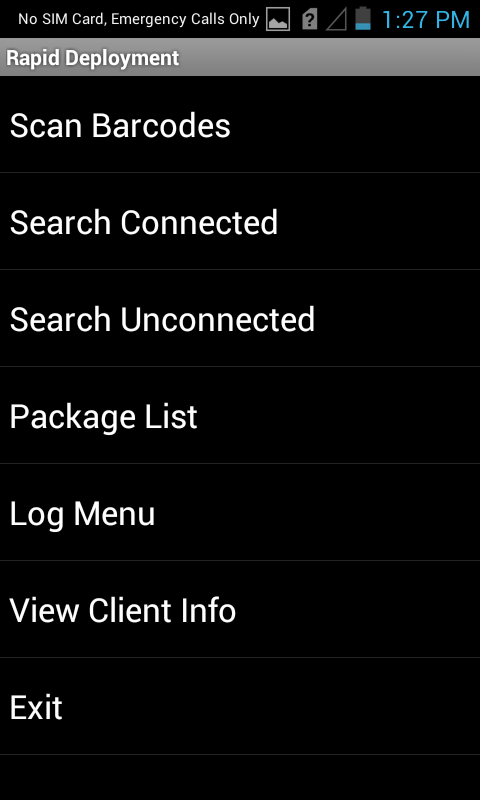 No SIM Card, Emergency Calls Only 1:27 PM
Rapid Deployment
Scan Barcodes
Search Connected
Search Unconnected
Package List
Log Menu
View Client Info
Exit